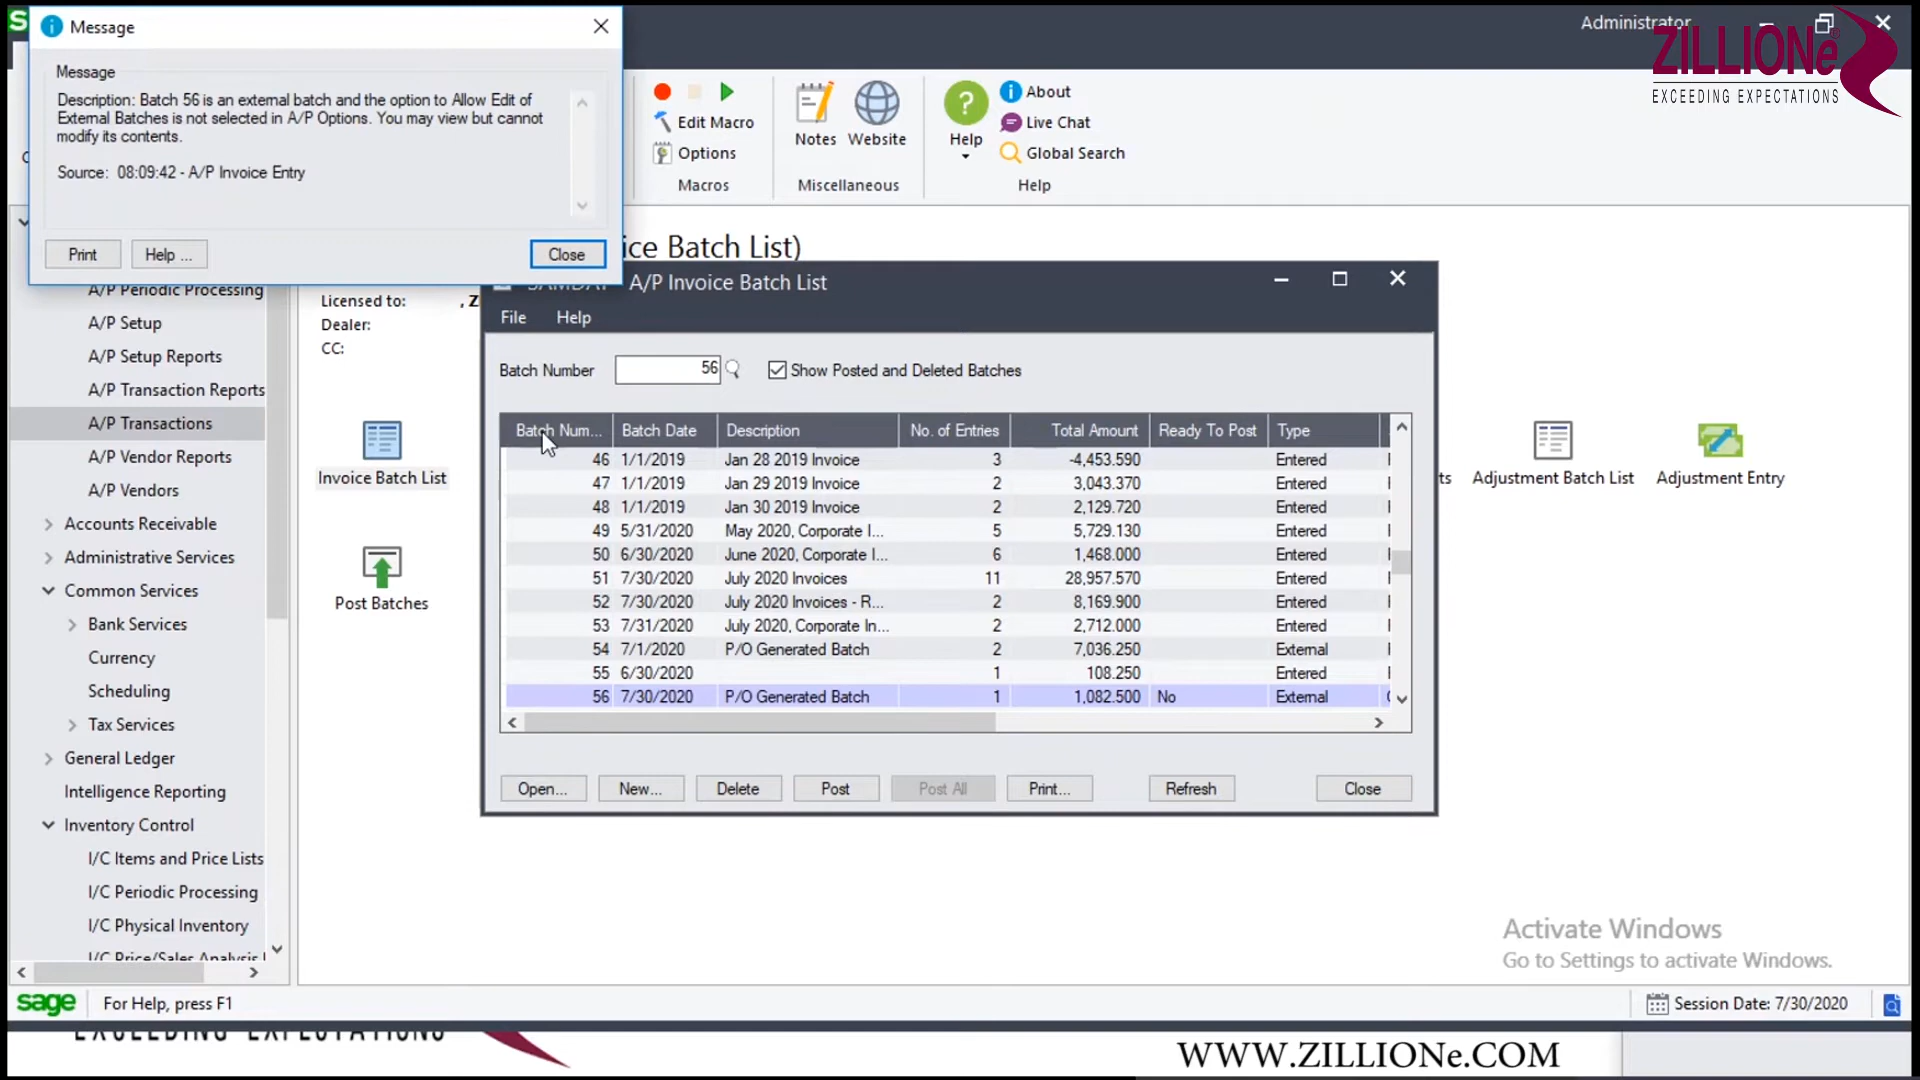 Message
Message
Description: Batch 56 is an external batch and the option to Allow Edit of
External Batches is not selected in A/P Options. You may view but cannot
modify its contents.
Source: 08:09:42 - A/P Invoice Entry
Print
Help ...
Close
Administrator
ZILLIONe
EXCEEDING EXPECTATIONS
Edit Macro
Options
Macros
Notes
Website
Miscellaneous
Help
About
Live Chat
Global Search
Help
ice Batch List)
A/P Periodic Processing
A/P Setup
A/P Setup Reports
A/P Transaction Reports
A/P Transactions
A/P Vendor Reports
A/P Vendors
Accounts Receivable
Administrative Services
Common Services
Bank Services
Currency
Scheduling
Tax Services
General Ledger
Intelligence Reporting
Inventory Control
I/C Items and Price Lists
I/C Periodic Processing
I/C Physical Inventory
I/C Price/Sales Analysis
Licensed to: , Z
Dealer:
CC:
Invoice Batch List
Post Batches
ts
Adjustment Batch List
Adjustment Entry
A/P Invoice Batch List
File Help
Batch Number 56 Show Posted and Deleted Batches
Batch Num... Batch Date Description No. of Entries Total Amount Ready To Post Type
46 1/1/2019 Jan 28 2019 Invoice 3 -4,453.590 Entered
47 1/1/2019 Jan 29 2019 Invoice 2 3,043.370 Entered
48 1/1/2019 Jan 30 2019 Invoice 2 2,129.720 Entered
49 5/31/2020 May 2020, Corporate I... 5 5,729.130 Entered
50 6/30/2020 June 2020, Corporate I... 6 1,468.000 Entered
51 7/30/2020 July 2020 Invoices 11 28,957.570 Entered
52 7/30/2020 July 2020 Invoices - R... 2 8,169.900 Entered
53 7/31/2020 July 2020, Corporate In... 2 2,712.000 Entered
54 7/1/2020 P/O Generated Batch 2 7,036.250 External
55 6/30/2020 1 108.250 Entered
56 7/30/2020 P/O Generated Batch 1 1,082.500 No External
Open... New... Delete Post Post All Print... Refresh Close
Activate Windows
Go to Settings to activate Windows.
sage For Help, press F1
Session Date: 7/30/2020
EXCEEDING EXPECTATIONS
WWW.ZILLIONe.COM